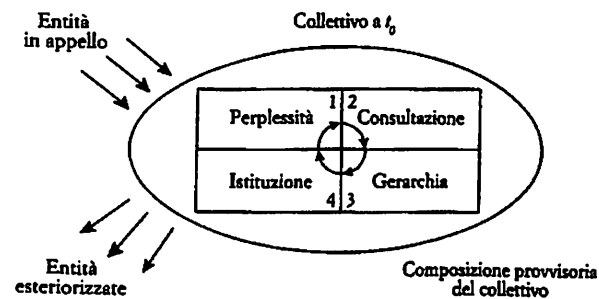 Entità
in appello
Collettivo a t₀
1 2
Perplessità
Consultazione
Istituzione
Gerarchia
4 3
Entità
esteriorizzate
Composizione provvisoria
del collettivo